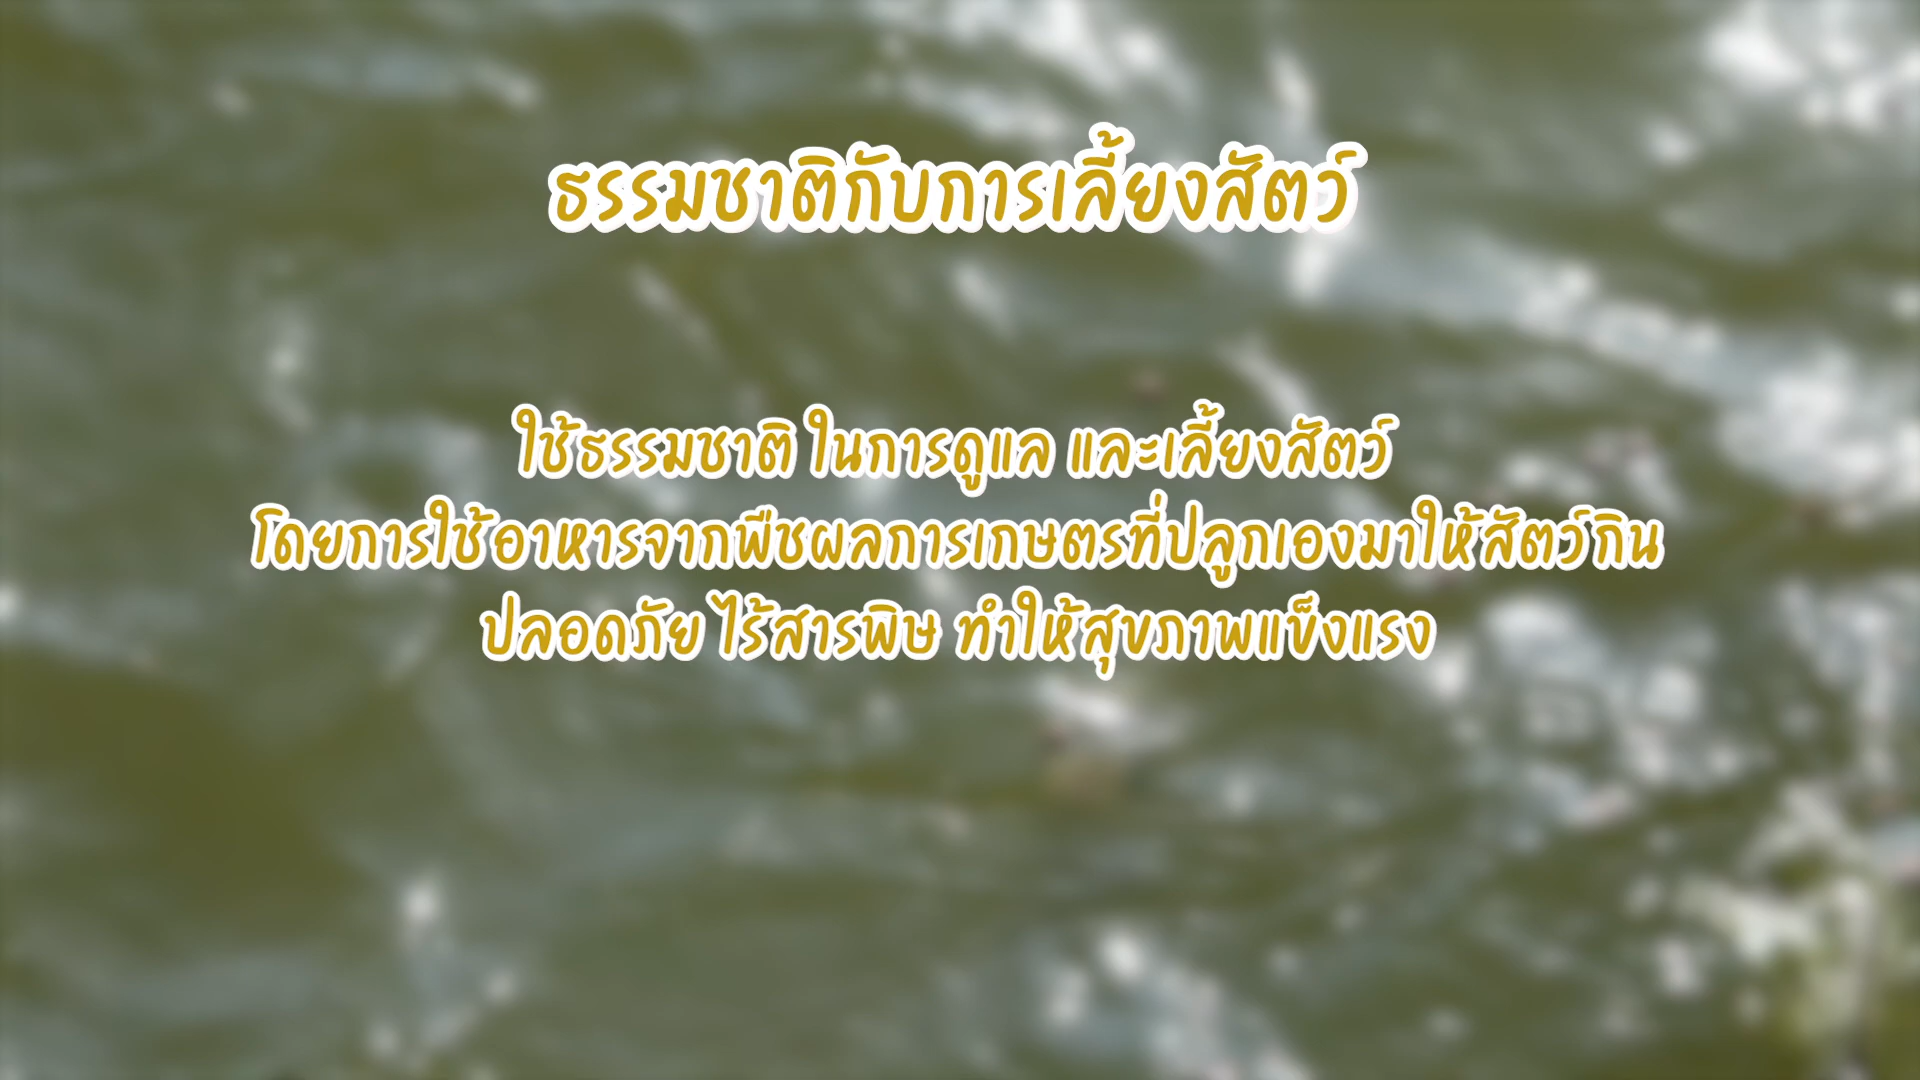 ธรรมชาติกับการเลี้ยงสัตว์
ใช้ธรรมชาติ ในการดูแล และเลี้ยงสัตว์
โดยการใช้อาหารจากพืชผลการเกษตรที่ปลูกเองมาให้สัตว์กิน
ปลอดภัย ไร้สารพิษ ทำให้สุขภาพแข็งแรง